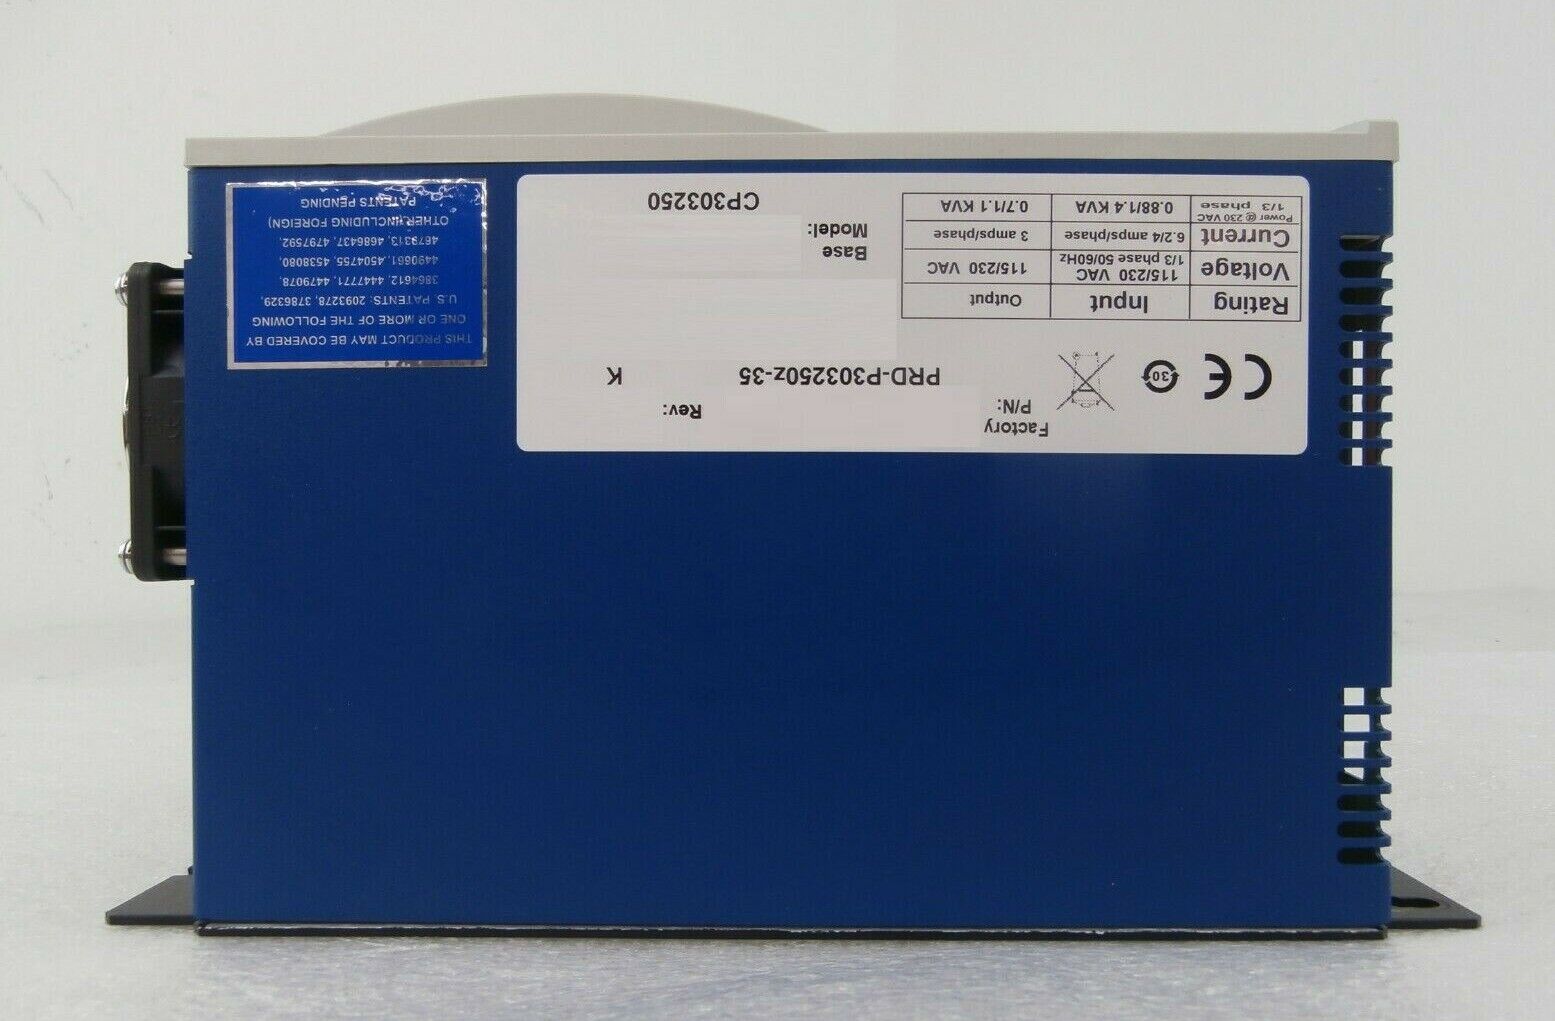 Factory
P/N:
Rev:
PRD-P303250z-35 K
30
Rating Input Output
Voltage 115/230 VAC 115/230 VAC
1/3 phase 50/60Hz
Current 6.2/4 amps/phase 3 amps/phase
Power @ 230 VAC 0.88/1.4 KVA 0.7/1.1 KVA
1/3 phase
Base
Model:
CP303250
THIS PRODUCT MAY BE COVERED BY
ONE OR MORE OF THE FOLLOWING
U.S. PATENTS: 2093278, 3786329,
3864612, 4447771, 4479078,
4490661, 4504755, 4538080,
4679313, 4686437, 4797592,
OTHER (INCLUDING FOREIGN)
PATENTS PENDING